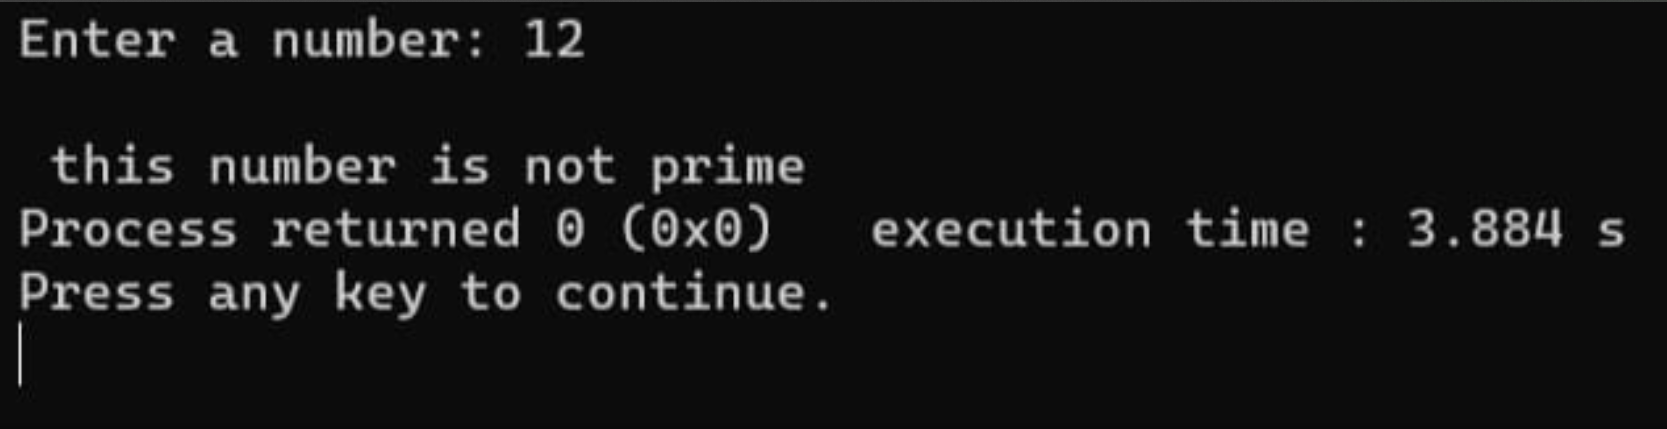 Enter a number: 12
this number is not prime
Process returned 0 (0x0)   execution time : 3.884 s
Press any key to continue.